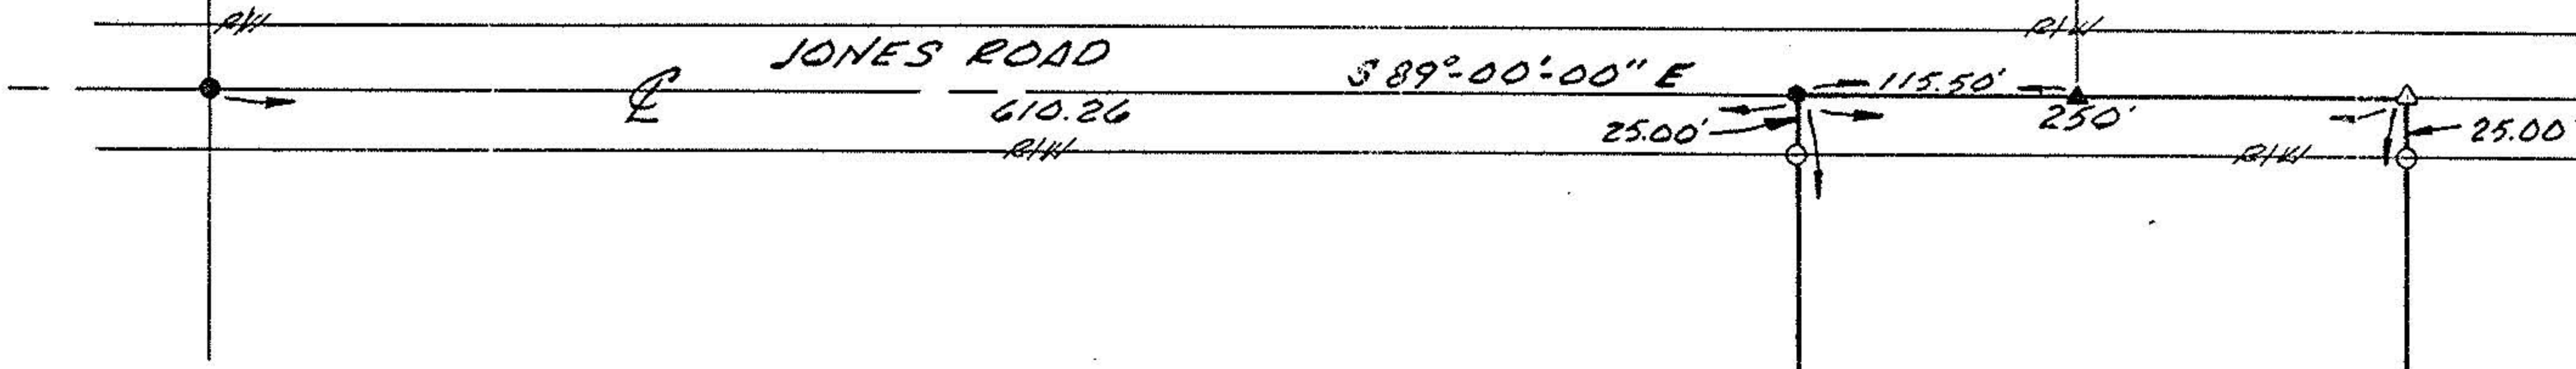 R/W
R/W
JONES ROAD
S 89°-00'-00" E
115.50'
℄
610.26
25.00'
250'
25.00'
R/W
R/W